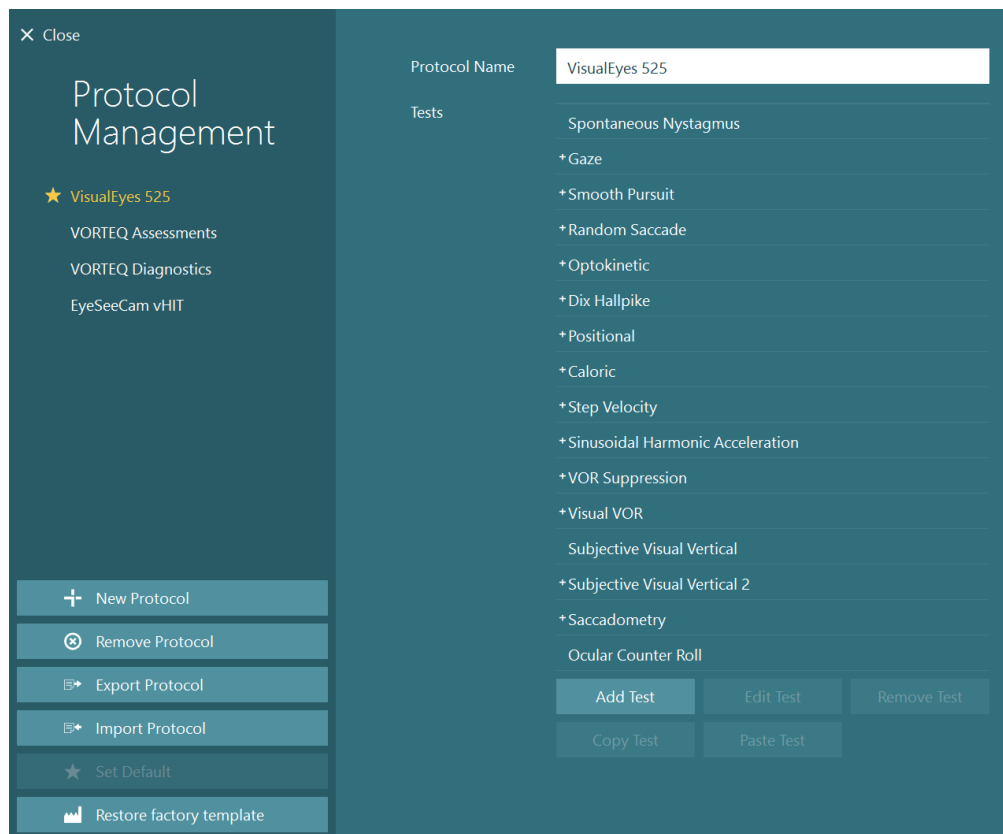 Close
Protocol
Management
VisualEyes 525
VORTEQ Assessments
VORTEQ Diagnostics
EyeSeeCam vHIT
New Protocol
Remove Protocol
Export Protocol
Import Protocol
Set Default
Restore factory template
Protocol Name
VisualEyes 525
Tests
Spontaneous Nystagmus
+Gaze
+Smooth Pursuit
+Random Saccade
+Optokinetic
+Dix Hallpike
+Positional
+Caloric
+Step Velocity
+Sinusoidal Harmonic Acceleration
+VOR Suppression
+Visual VOR
Subjective Visual Vertical
+Subjective Visual Vertical 2
+Saccadometry
Ocular Counter Roll
Add Test Edit Test Remove Test
Copy Test Paste Test